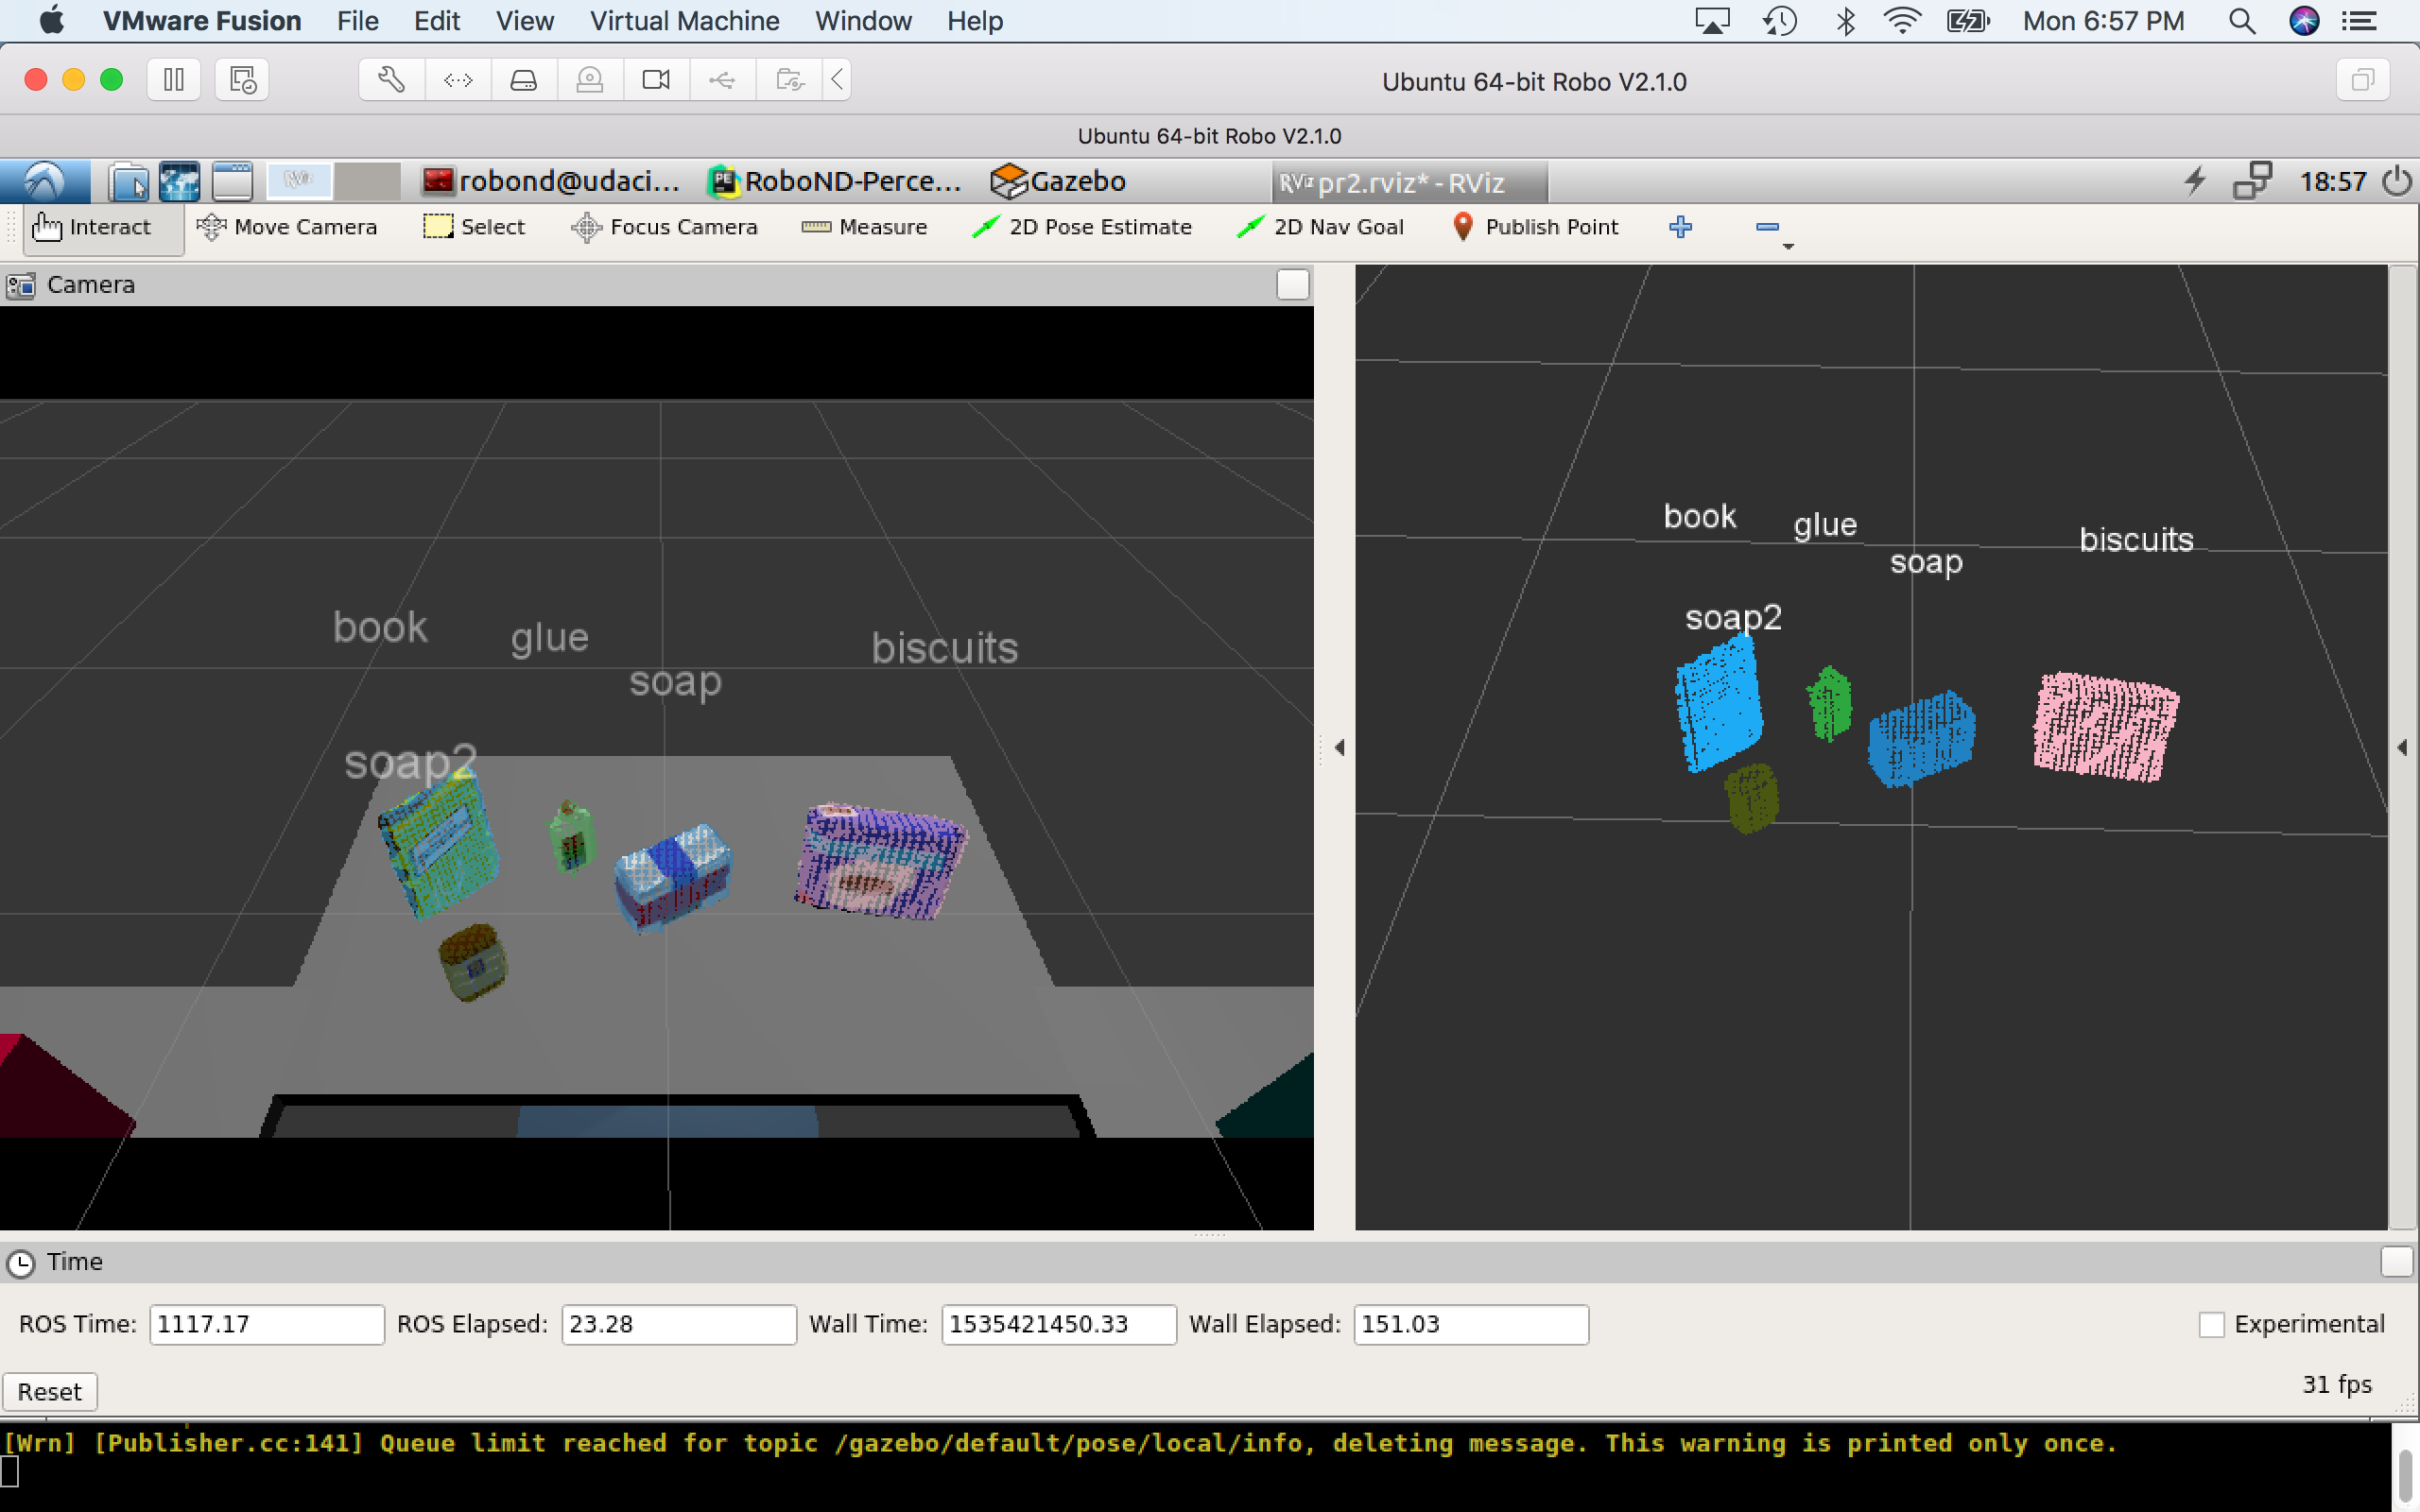 VMware Fusion File Edit View Virtual Machine Window Help Mon 6:57 PM
Ubuntu 64-bit Robo V2.1.0
Ubuntu 64-bit Robo V2.1.0
RViz robond@udaci... PE RoboND-Perce... Gazebo RViz pr2.rviz* - RViz 18:57
Interact Move Camera Select Focus Camera Measure 2D Pose Estimate 2D Nav Goal Publish Point
Camera
book glue soap biscuits
soap2
book glue soap biscuits
soap2
Time
ROS Time: 1117.17 ROS Elapsed: 23.28 Wall Time: 1535421450.33 Wall Elapsed: 151.03 Experimental
Reset 31 fps
[Wrn] [Publisher.cc:141] Queue limit reached for topic /gazebo/default/pose/local/info, deleting message. This warning is printed only once.